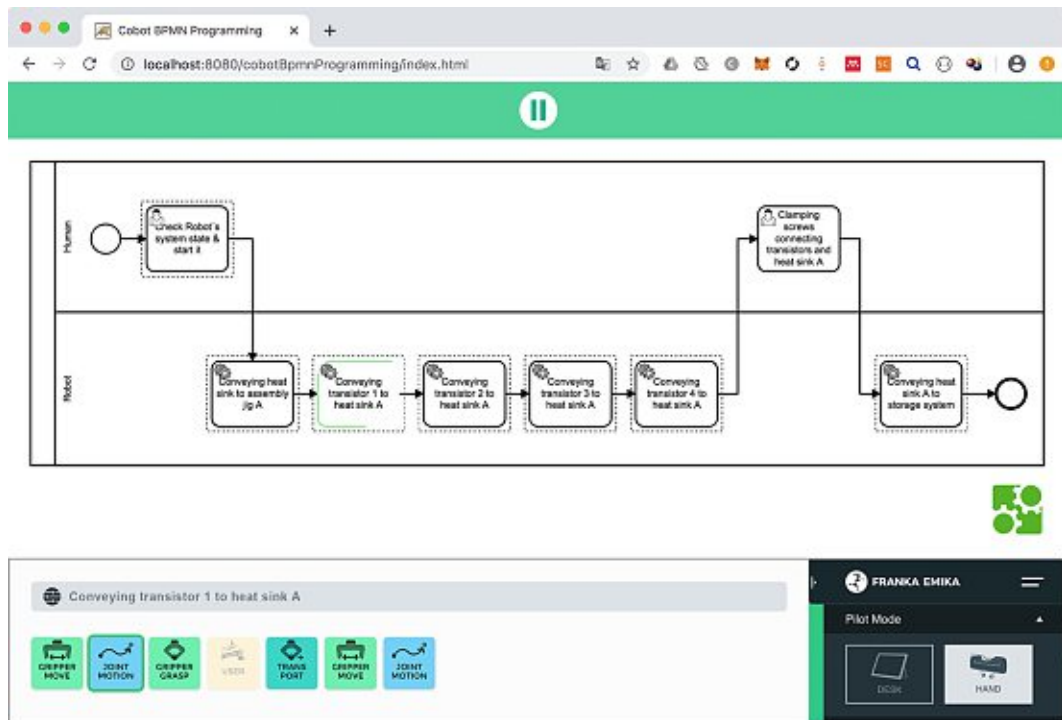 Cobot BPMN Programming
localhost:8080/cobotBpmnProgramming/index.html
Human
Check Robot's
system state &
start it
Clamping
screws
connecting
transistors and
heat sink A
Robot
Conveying heat
sink to assembly
jig A
Conveying
transistor 1 to
heat sink A
Conveying
transistor 2 to
heat sink A
Conveying
transistor 3 to
heat sink A
Conveying
transistor 4 to
heat sink A
Conveying heat
sink A to
storage system
Conveying transistor 1 to heat sink A
GRIPPER
MOVE
JOINT
MOTION
GRIPPER
GRASP
USER
TRANS
PORT
GRIPPER
MOVE
JOINT
MOTION
FRANKA EMIKA
Pilot Mode
DESK
HAND